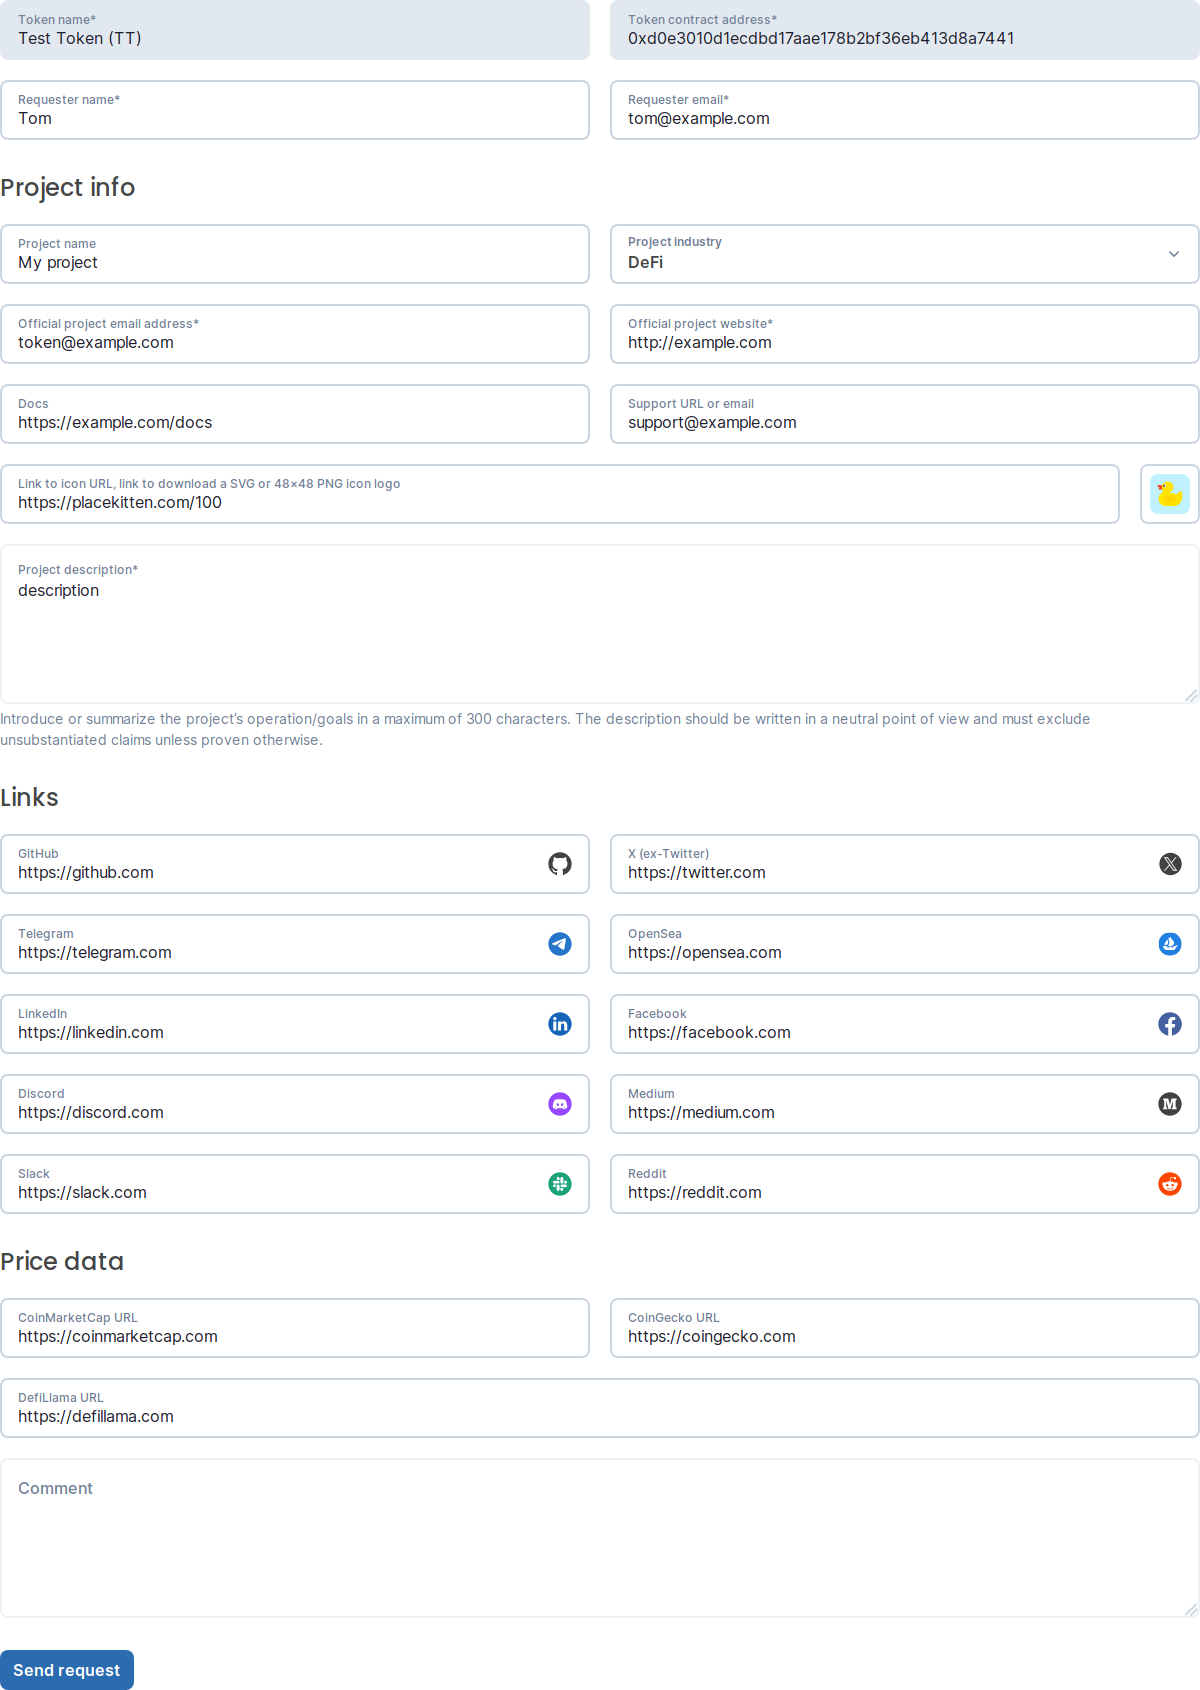 Token name*
Test Token (TT)
Token contract address*
0xd0e3010d1ecdbd17aae178b2bf36eb413d8a7441
Requester name*
Tom
Requester email*
tom@example.com
Project info
Project name
My project
Project industry
DeFi
Official project email address*
token@example.com
Official project website*
http://example.com
Docs
https://example.com/docs
Support URL or email
support@example.com
Link to icon URL, link to download a SVG or 48×48 PNG icon logo
https://placekitten.com/100
Project description*
description
Introduce or summarize the project’s operation/goals in a maximum of 300 characters. The description should be written in a neutral point of view and must exclude
unsubstantiated claims unless proven otherwise.
Links
GitHub
https://github.com
X (ex-Twitter)
https://twitter.com
Telegram
https://telegram.com
OpenSea
https://opensea.com
LinkedIn
https://linkedin.com
Facebook
https://facebook.com
Discord
https://discord.com
Medium
https://medium.com
Slack
https://slack.com
Reddit
https://reddit.com
Price data
CoinMarketCap URL
https://coinmarketcap.com
CoinGecko URL
https://coingecko.com
DefiLlama URL
https://defillama.com
Comment
Send request